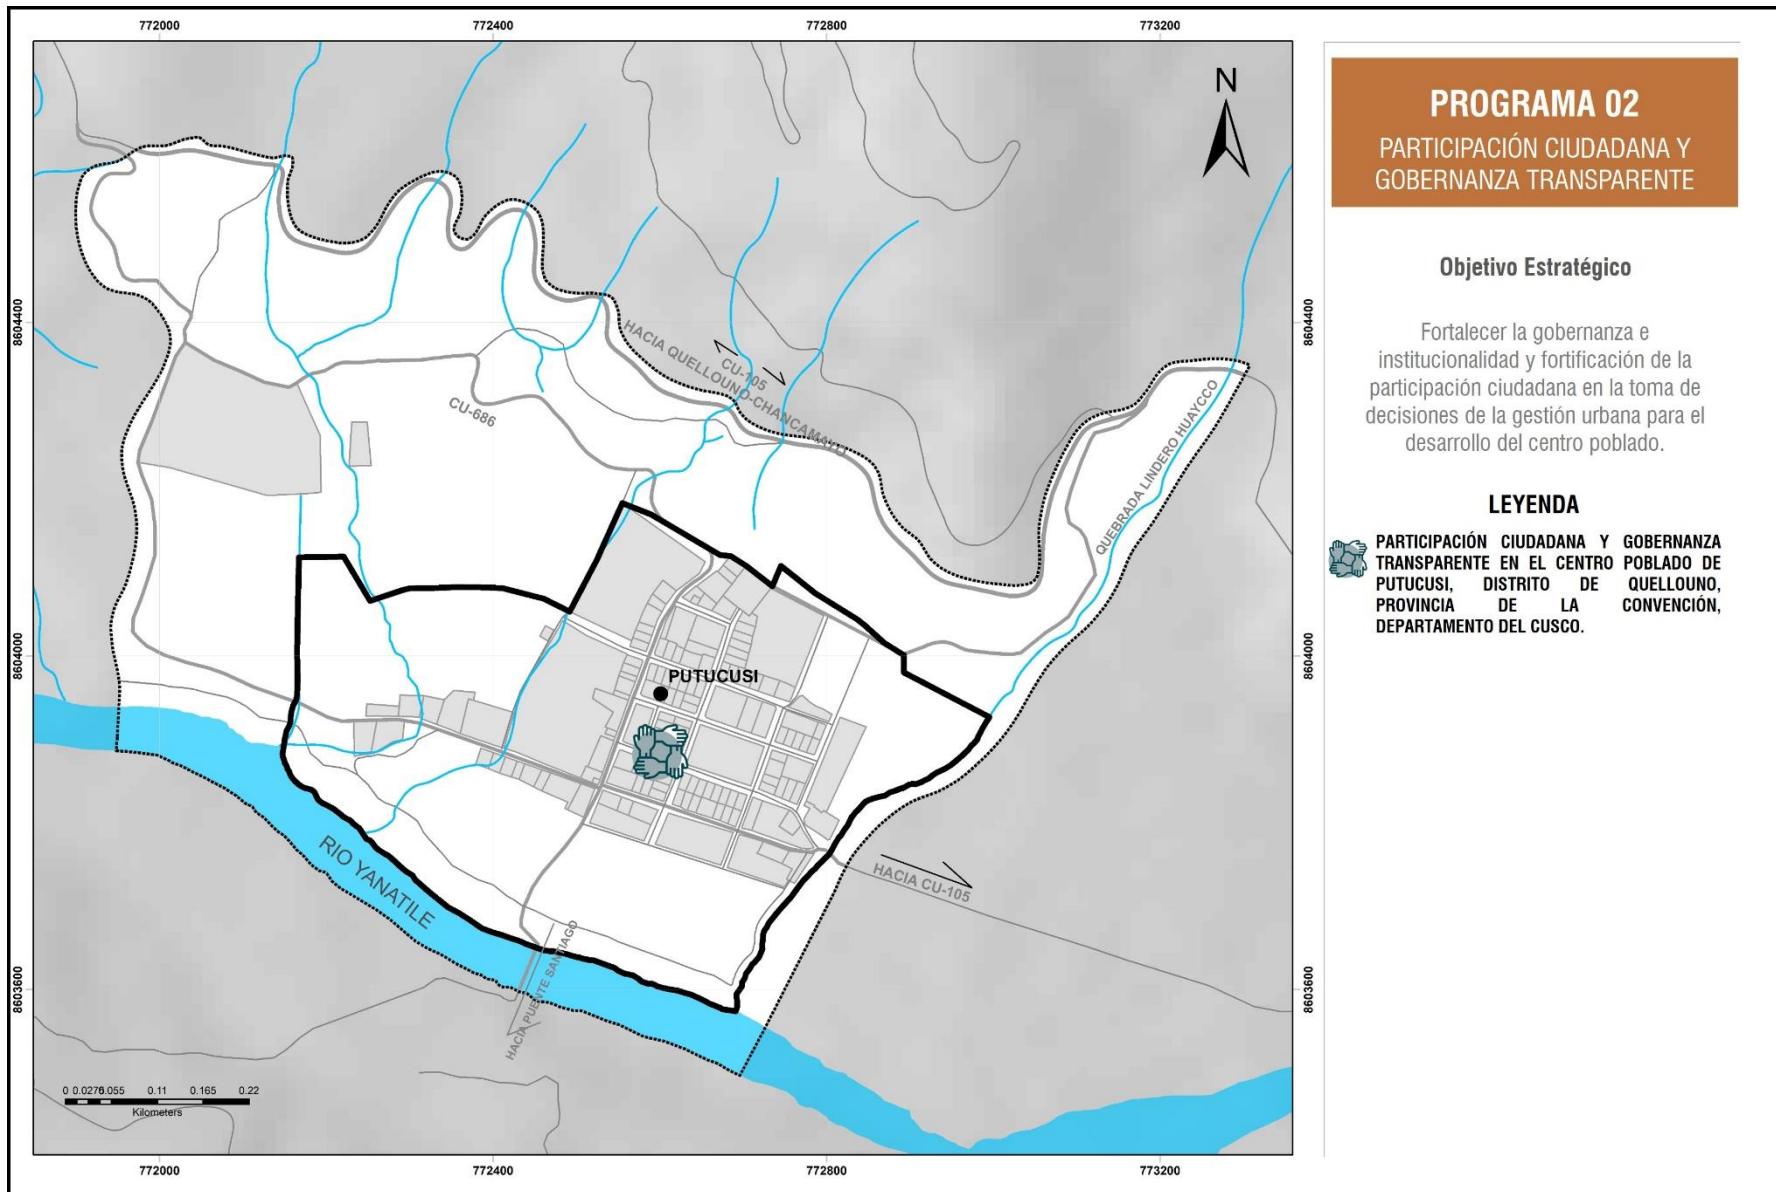 772000
772400
772800
773200
N
8604400
8604400
HACIA QUELLOUNO-CHANCAMAYO
CU-105
CU-686
QUEBRADA LINDERO HUAYCCO
8604000
8604000
PUTUCUSI
RIO YANATILE
HACIA CU-105
HACIA PUENTE SANTIAGO
8603600
8603600
0 0.0275 0.055 0.11 0.165 0.22
Kilometers
772000
772400
772800
773200
PROGRAMA 02
PARTICIPACIÓN CIUDADANA Y
GOBERNANZA TRANSPARENTE
Objetivo Estratégico
Fortalecer la gobernanza e
institucionalidad y fortificación de la
participación ciudadana en la toma de
decisiones de la gestión urbana para el
desarrollo del centro poblado.
LEYENDA
PARTICIPACIÓN CIUDADANA Y GOBERNANZA
TRANSPARENTE EN EL CENTRO POBLADO DE
PUTUCUSI, DISTRITO DE QUELLOUNO,
PROVINCIA DE LA CONVENCIÓN,
DEPARTAMENTO DEL CUSCO.